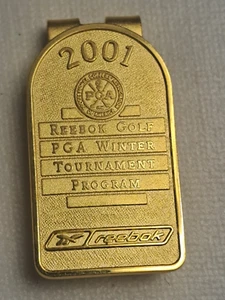 2001
PGA
REEBOK GOLF
PGA WINTER
TOURNAMENT
PROGRAM
Reebok